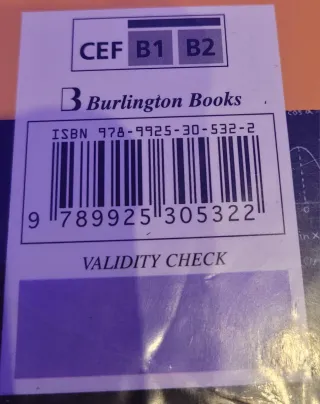 CEF B1 B2
B Burlington Books
ISBN 978-9925-30-532-2
9 789925 305322
VALIDITY CHECK